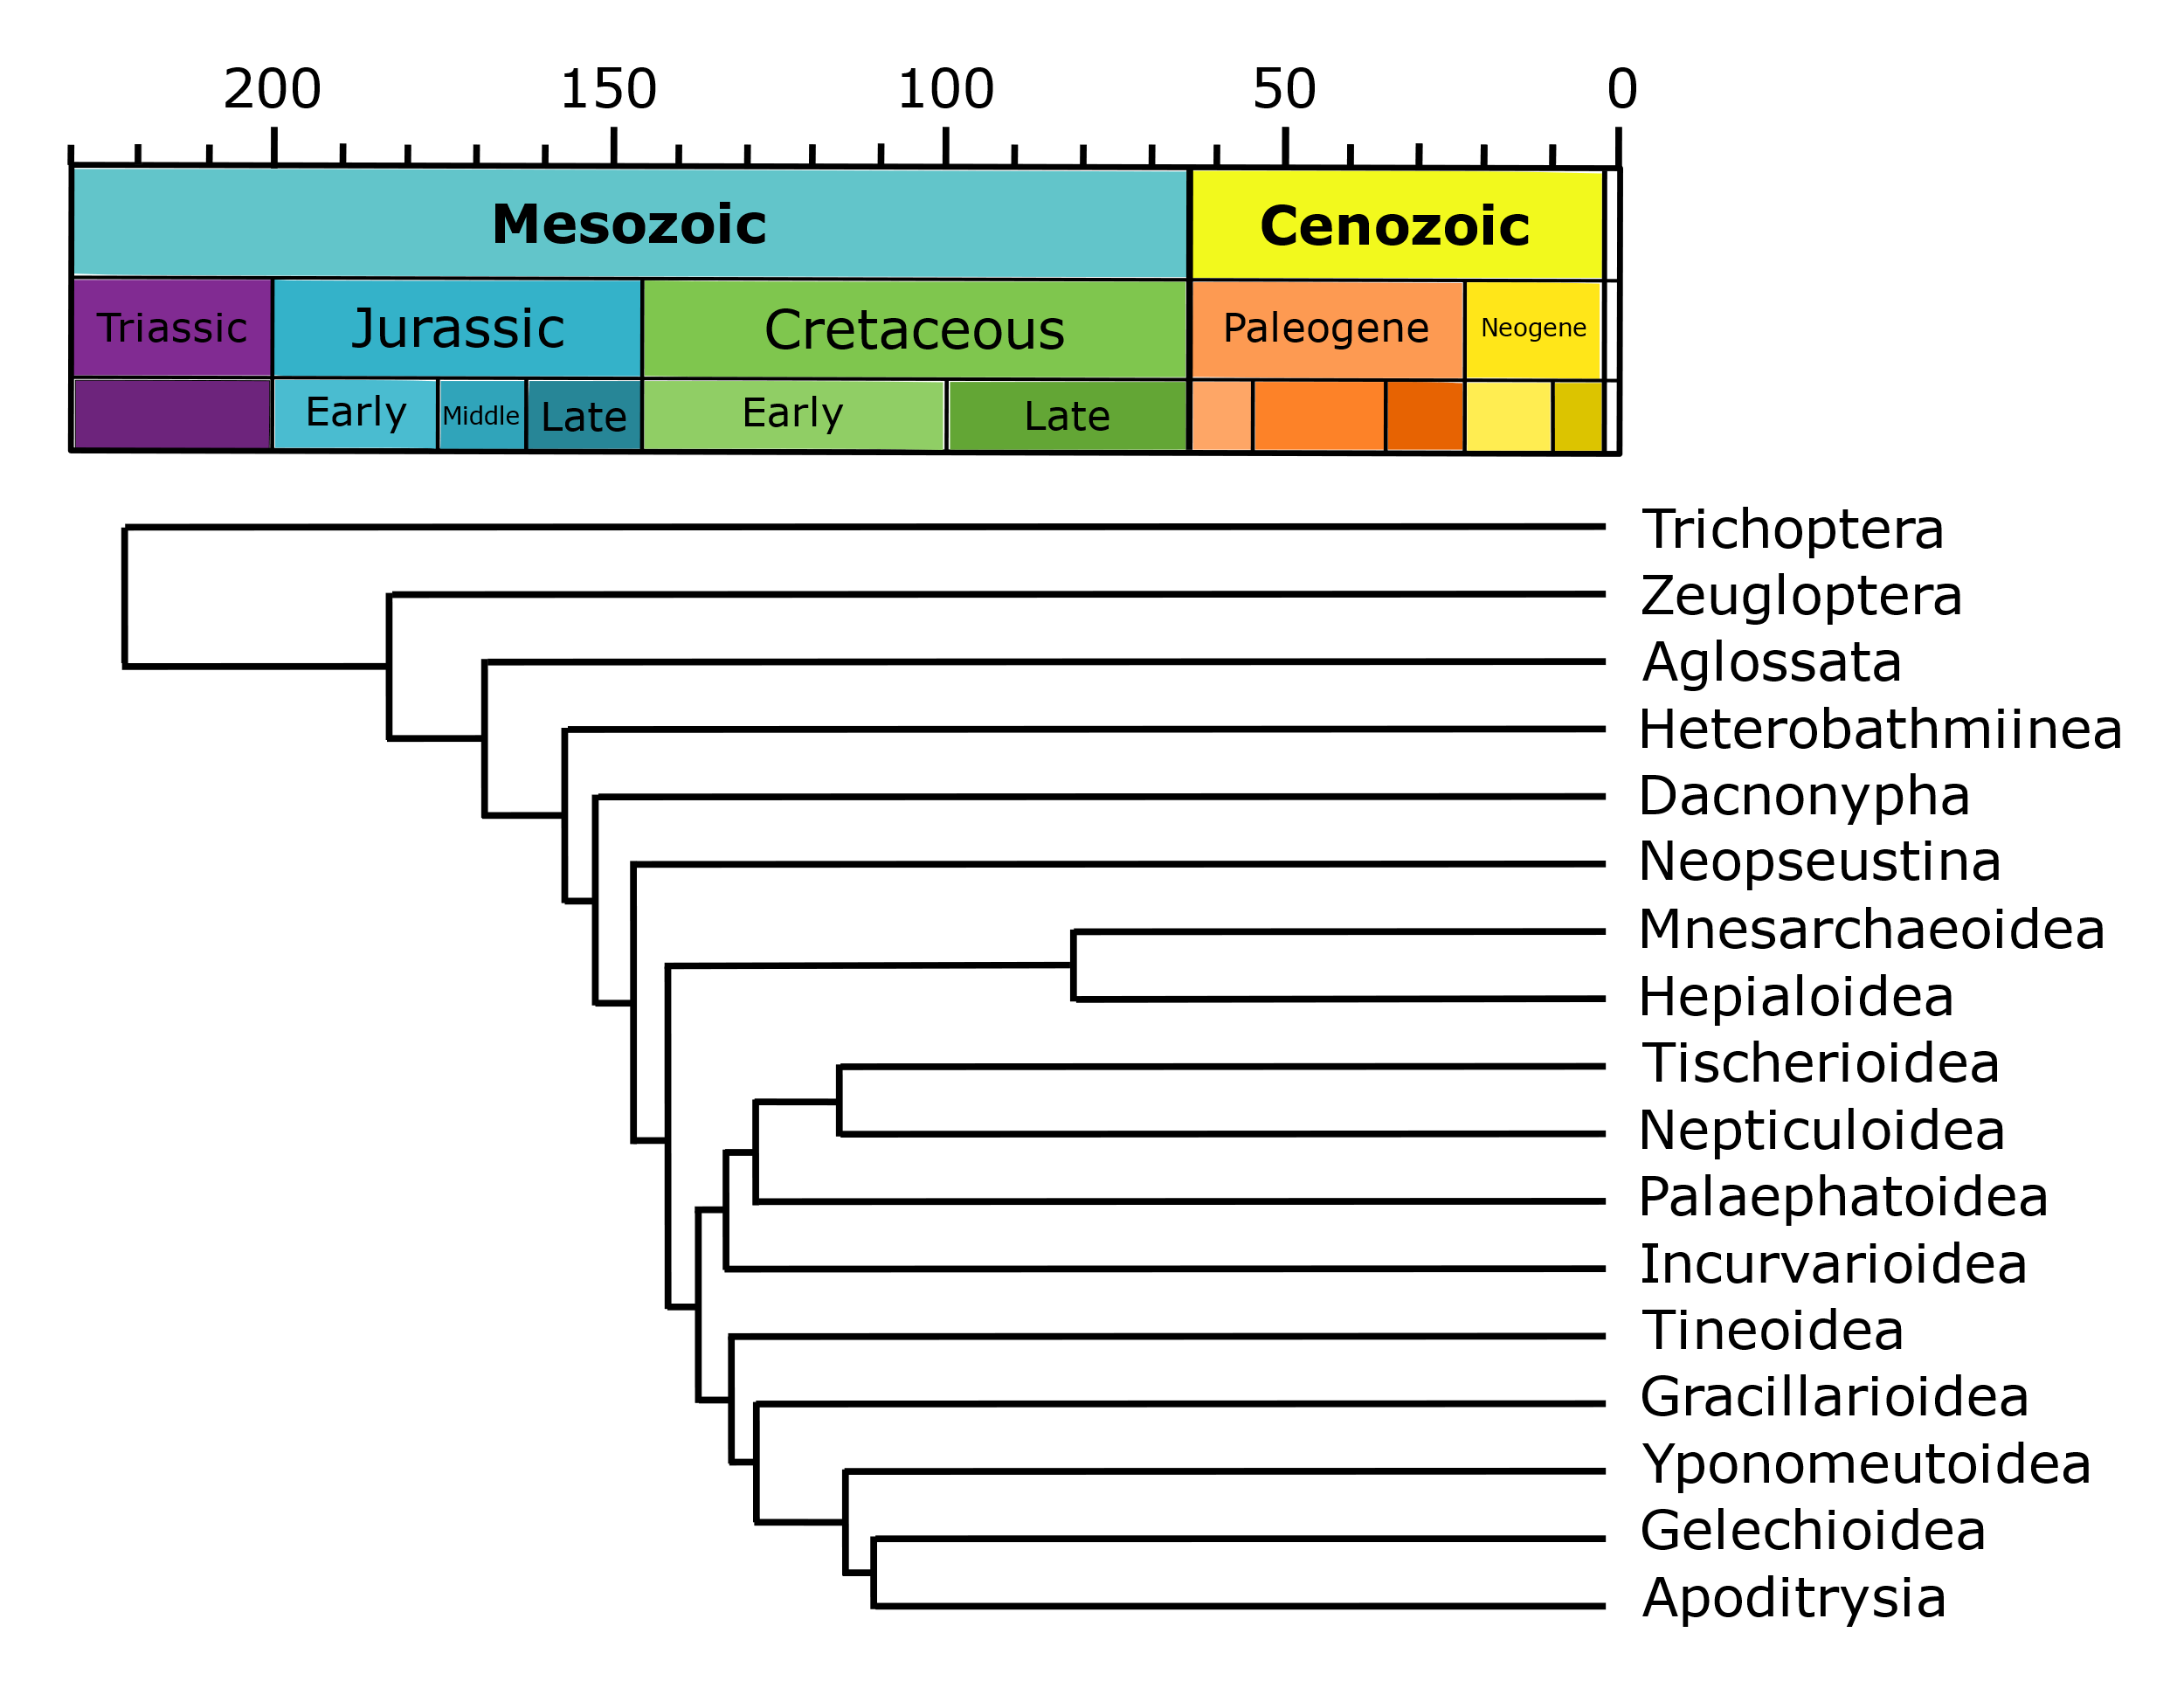 200 150 100 50 0
Mesozoic Cenozoic
Triassic Jurassic Cretaceous Paleogene Neogene
Early Middle Late Early Late
Trichoptera
Zeugloptera
Aglossata
Heterobathmiinea
Dacnonypha
Neopseustina
Mnesarchaeoidea
Hepialoidea
Tischerioidea
Nepticuloidea
Palaephatoidea
Incurvarioidea
Tineoidea
Gracillarioidea
Yponomeutoidea
Gelechioidea
Apoditrysia